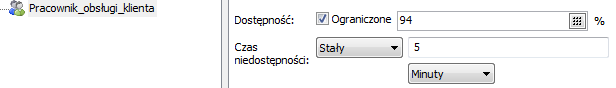 Pracownik_obsługi_klienta
Dostępność: Ograniczone 94 %
Czas niedostępności: Stały 5
Minuty